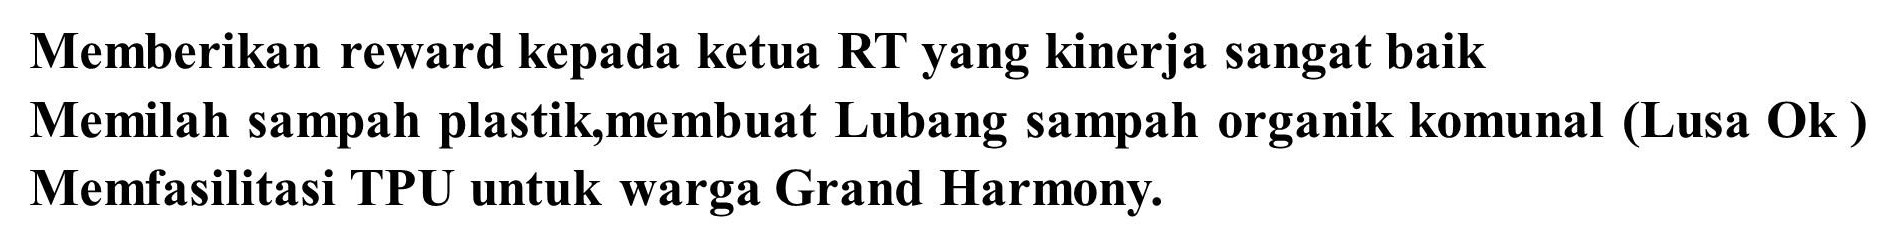 Memberikan reward kepada ketua RT yang kinerja sangat baik
Memilah sampah plastik,membuat Lubang sampah organik komunal (Lusa Ok )
Memfasilitasi TPU untuk warga Grand Harmony.